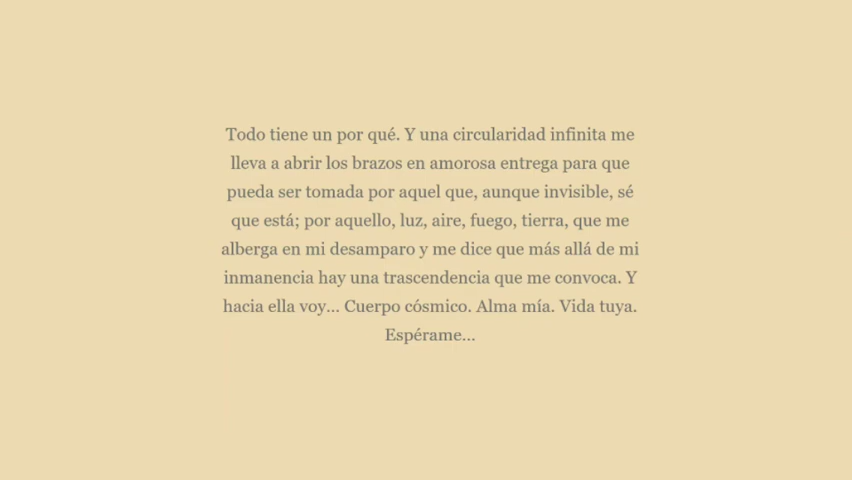 Todo tiene un por qué. Y una circularidad infinita me
lleva a abrir los brazos en amorosa entrega para que
pueda ser tomada por aquel que, aunque invisible, sé
que está; por aquello, luz, aire, fuego, tierra, que me
alberga en mi desamparo y me dice que más allá de mi
inmanencia hay una trascendencia que me convoca. Y
hacia ella voy... Cuerpo cósmico. Alma mía. Vida tuya.
Espérame...